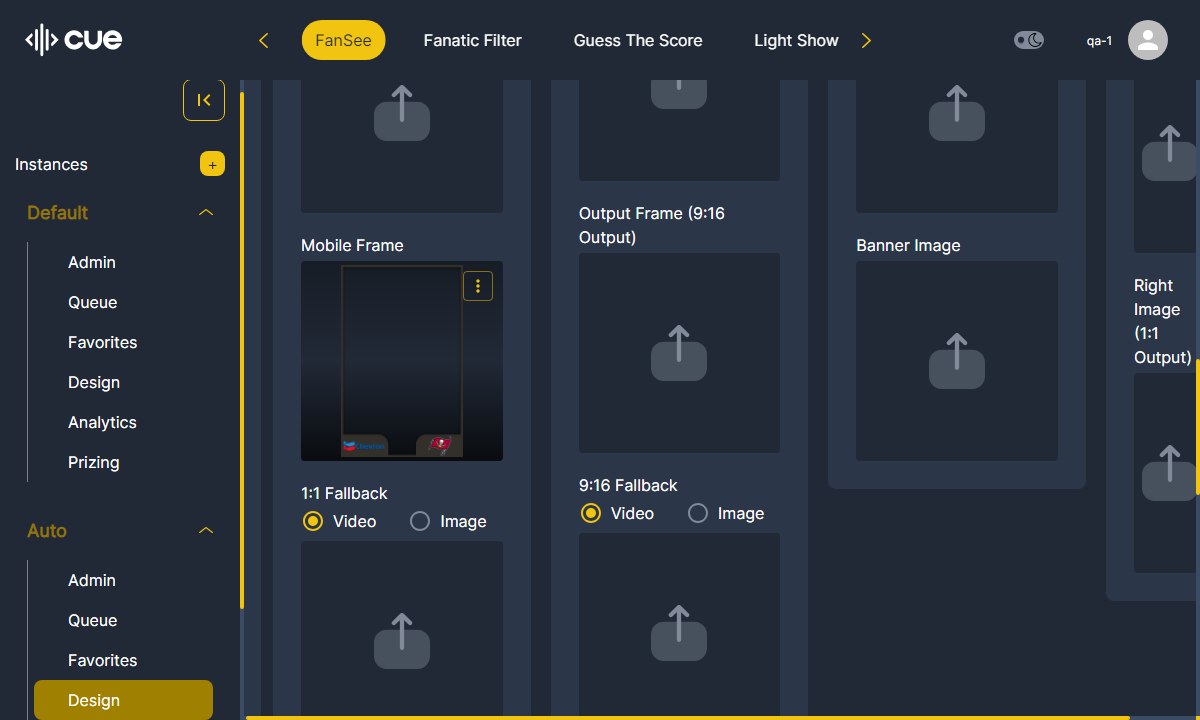 cue
FanSee
Fanatic Filter
Guess The Score
Light Show
qa-1
Instances
+
Default
Admin
Queue
Favorites
Design
Analytics
Prizing
Auto
Admin
Queue
Favorites
Design
Mobile Frame
1:1 Fallback
Video
Image
Output Frame (9:16
Output)
9:16 Fallback
Video
Image
Banner Image
Right
Image
(1:1
Output)